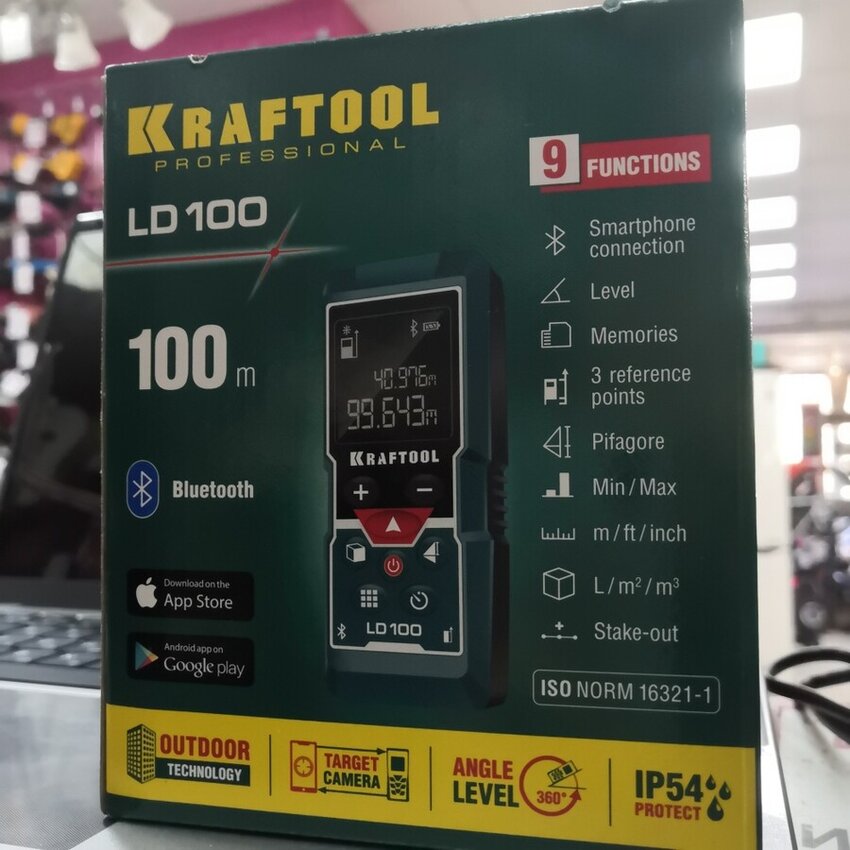 KRAFTOOL
PROFESSIONAL
LD 100
100 m
Bluetooth
Download on the
App Store
Android app on
Google play
40.976m
99.643m
KRAFTOOL
+ −
LD 100
9 FUNCTIONS
Smartphone
connection
Level
Memories
3 reference
points
Pifagore
Min / Max
m / ft / inch
L / m² / m³
Stake-out
ISO NORM 16321-1
OUTDOOR
TECHNOLOGY
TARGET
CAMERA
ANGLE
LEVEL
360°
IP54
PROTECT